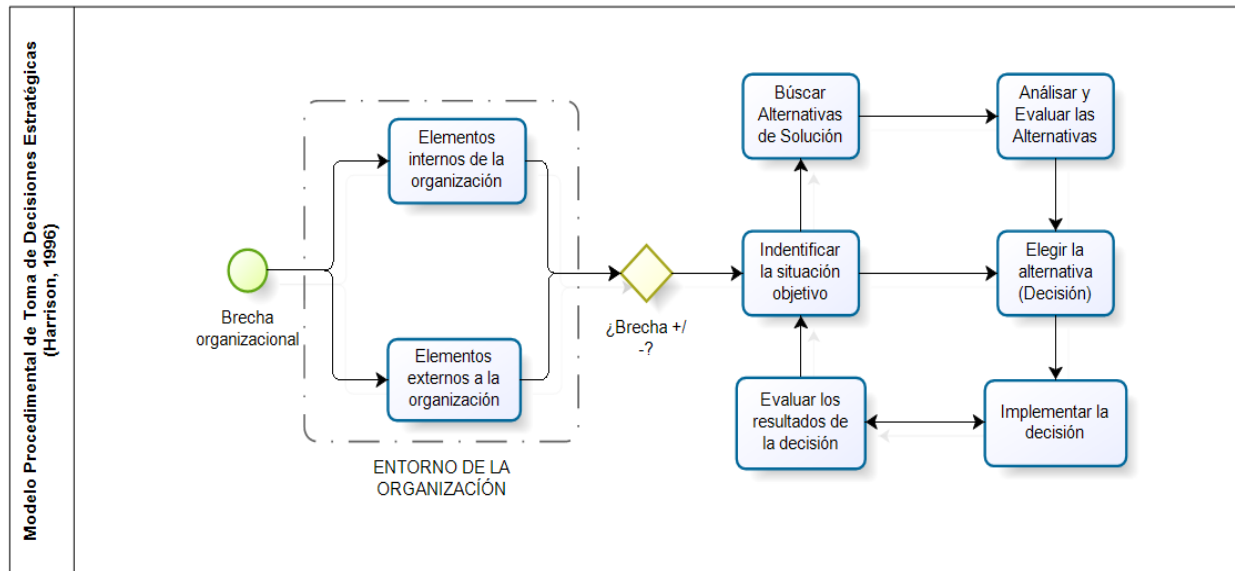 Modelo Procedimental de Toma de Decisiones Estratégicas
(Harrison, 1996)
Brecha
organizacional
Elementos
internos de la
organización
Elementos
externos a la
organización
ENTORNO DE LA
ORGANIZACÍÓN
¿Brecha +/
-?
Búscar
Alternativas
de Solución
Análisar y
Evaluar las
Alternativas
Indentificar
la situación
objetivo
Elegir la
alternativa
(Decisión)
Evaluar los
resultados de
la decisión
Implementar la
decisión